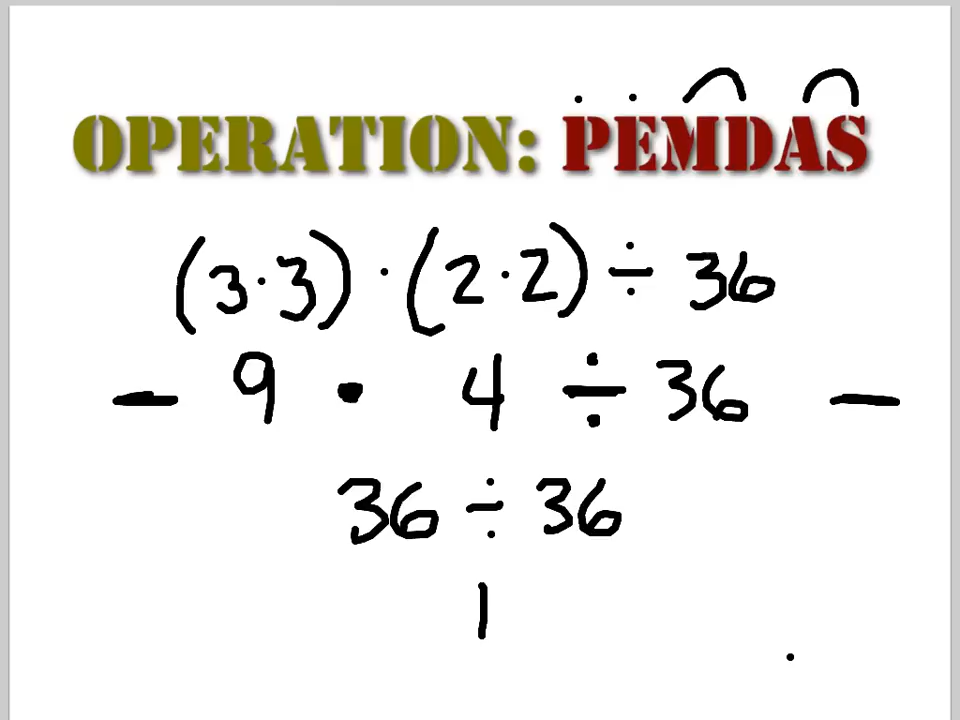 OPERATION: PEMDAS
(3·3)·(2·2)÷36
— 9 · 4 ÷ 36 —
36÷36
1